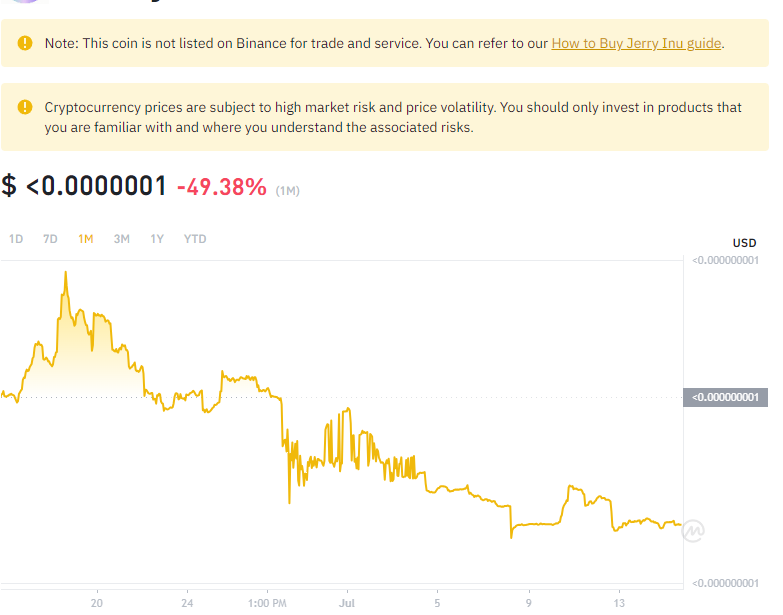 Note: This coin is not listed on Binance for trade and service. You can refer to our How to Buy Jerry Inu guide.
Cryptocurrency prices are subject to high market risk and price volatility. You should only invest in products that
you are familiar with and where you understand the associated risks.
$ <0.0000001 -49.38% (1M)
1D 7D 1M 3M 1Y YTD
USD
<0.000000001
<0.000000001
<0.000000001
20 24 1:00 PM Jul 5 9 13